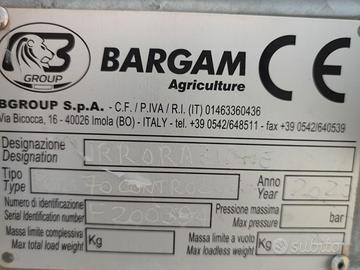 B
GROUP
BARGAM
Agriculture
CE
BGROUP S.p.A. - C.F. / P.IVA / R.I. (IT) 01463360436
Via Bicocca, 16 - 40026 Imola (BO) - ITALY - tel. +39 0542/648511 - fax +39 0542/640539
Designazione
Designation
Tipo
Type
Anno
Year
Numero di identificazione
Serial Identification number
Pressione massima
Max Pressure
bar
Massa limite complessiva
Max total load weight
Kg
Massa limite a vuoto
Max loadless weight
Kg
subito